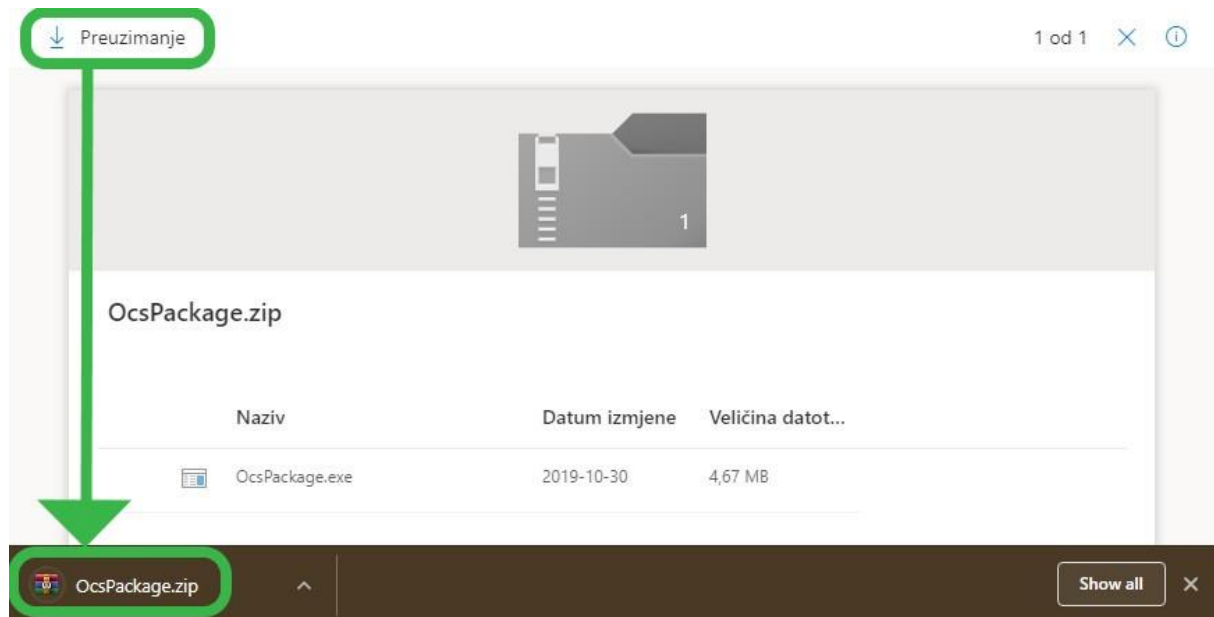 Preuzimanje
1 od 1
1
OcsPackage.zip
Naziv Datum izmjene Veličina datot...
OcsPackage.exe 2019-10-30 4,67 MB
OcsPackage.zip Show all